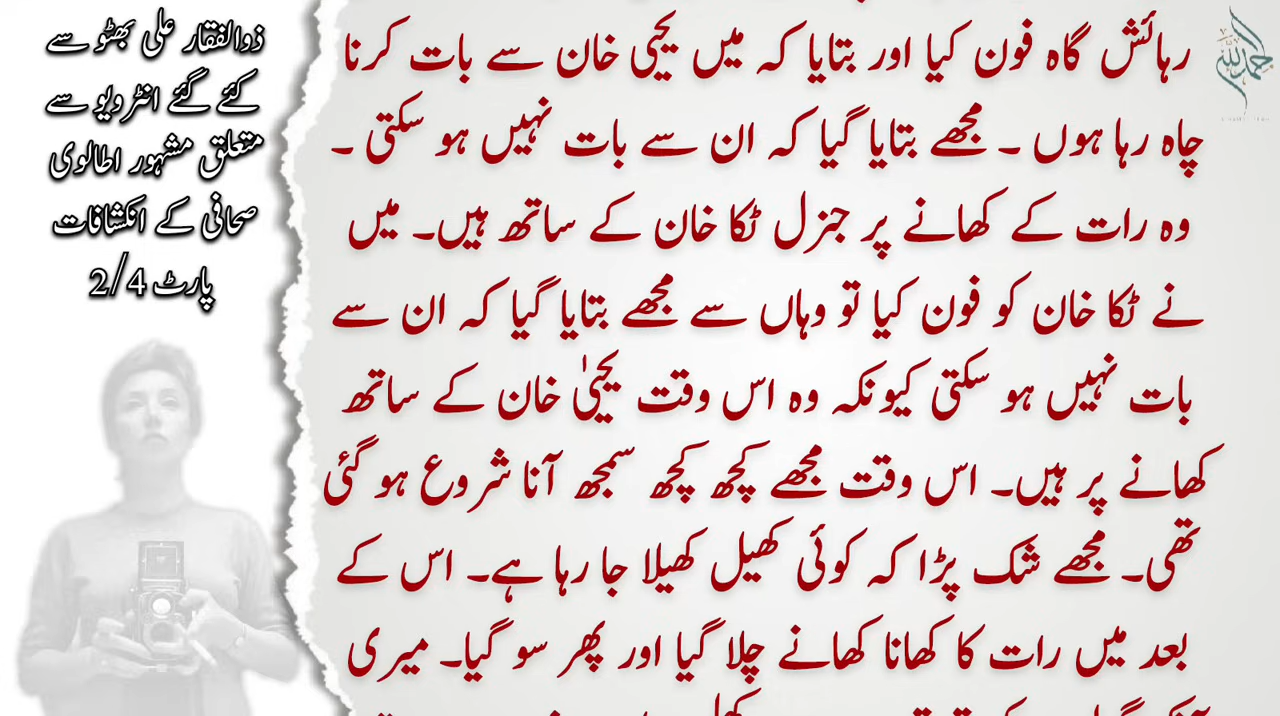 ذوالفقار علی بھٹو سے
کئے گئے انٹرویو سے
متعلق مشہور اطالوی
صحافی کے انکشافات
پارٹ 2/4
رہائش گاہ فون کیا اور بتایا کہ میں یحییٰ خان سے بات کرنا
چاہ رہا ہوں ۔ مجھے بتایا گیا کہ ان سے بات نہیں ہو سکتی ۔
وہ رات کے کھانے پر جنرل ٹکا خان کے ساتھ ہیں۔ میں
نے ٹکا خان کو فون کیا تو وہاں سے مجھے بتایا گیا کہ ان سے
بات نہیں ہو سکتی کیونکہ وہ اس وقت یحییٰ خان کے ساتھ
کھانے پر ہیں۔ اس وقت مجھے کچھ کچھ سمجھ آنا شروع ہو گئی
تھی۔ مجھے شک پڑا کہ کوئی کھیل کھیلا جا رہا ہے۔ اس کے
بعد میں رات کا کھانا کھانے چلا گیا اور پھر سو گیا۔ میری